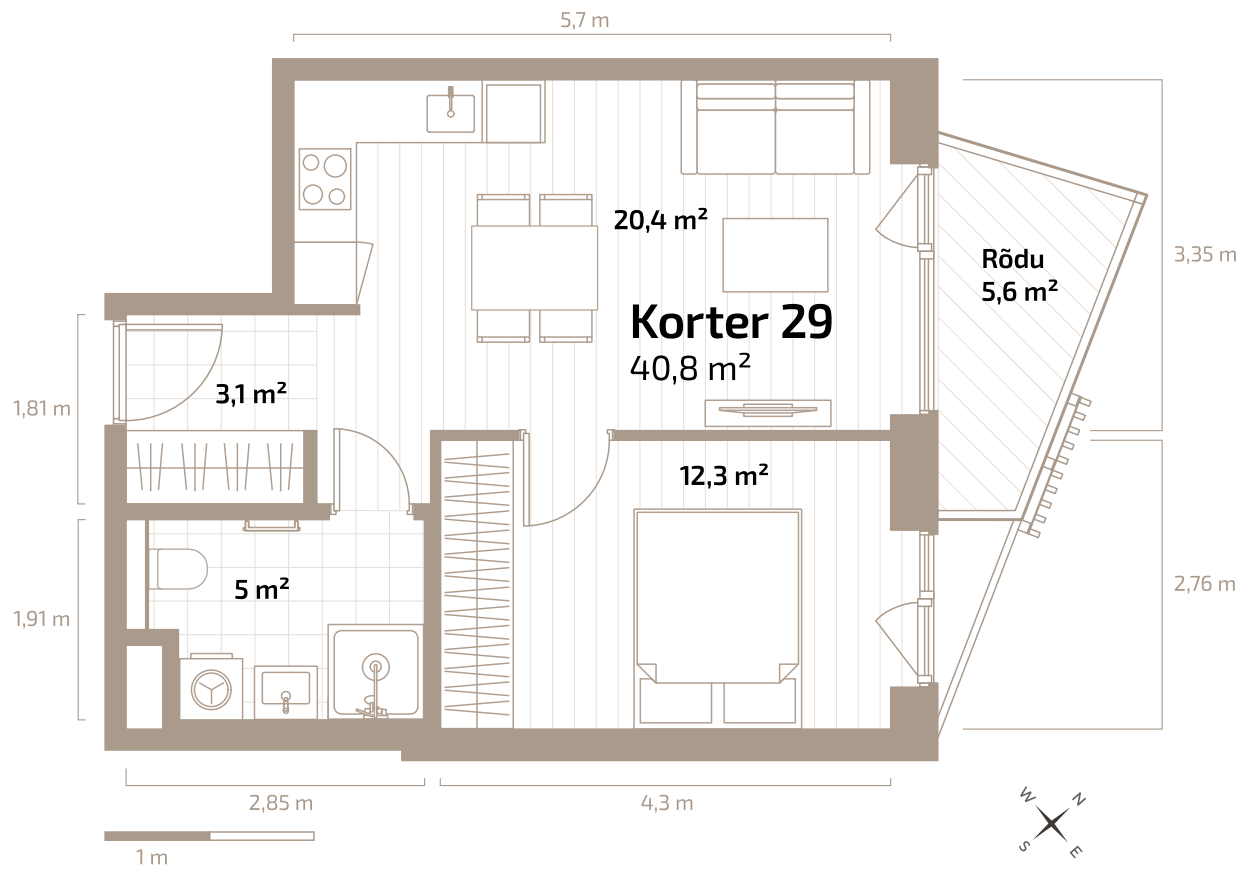 5,7 m
20,4 m²
Rõdu
5,6 m²
3,35 m
Korter 29
40,8 m²
3,1 m²
1,81 m
12,3 m²
5 m²
2,76 m
1,91 m
2,85 m
4,3 m
W
N
S
E
1 m